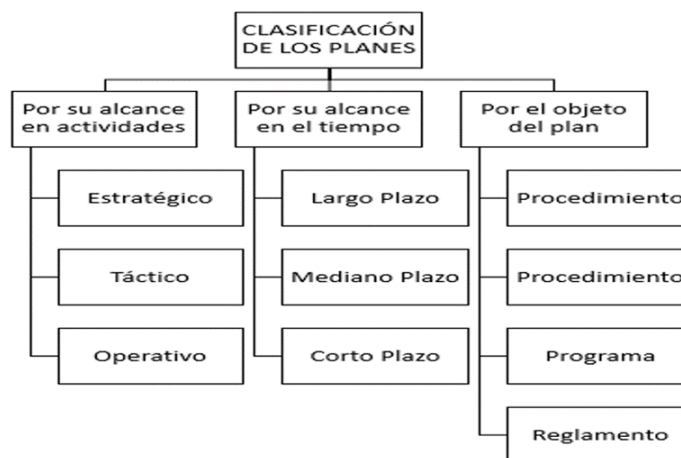 CLASIFICACIÓN
DE LOS PLANES
Por su alcance
en actividades
Por su alcance
en el tiempo
Por el objeto
del plan
Estratégico
Largo Plazo
Procedimiento
Táctico
Mediano Plazo
Procedimiento
Operativo
Corto Plazo
Programa
Reglamento